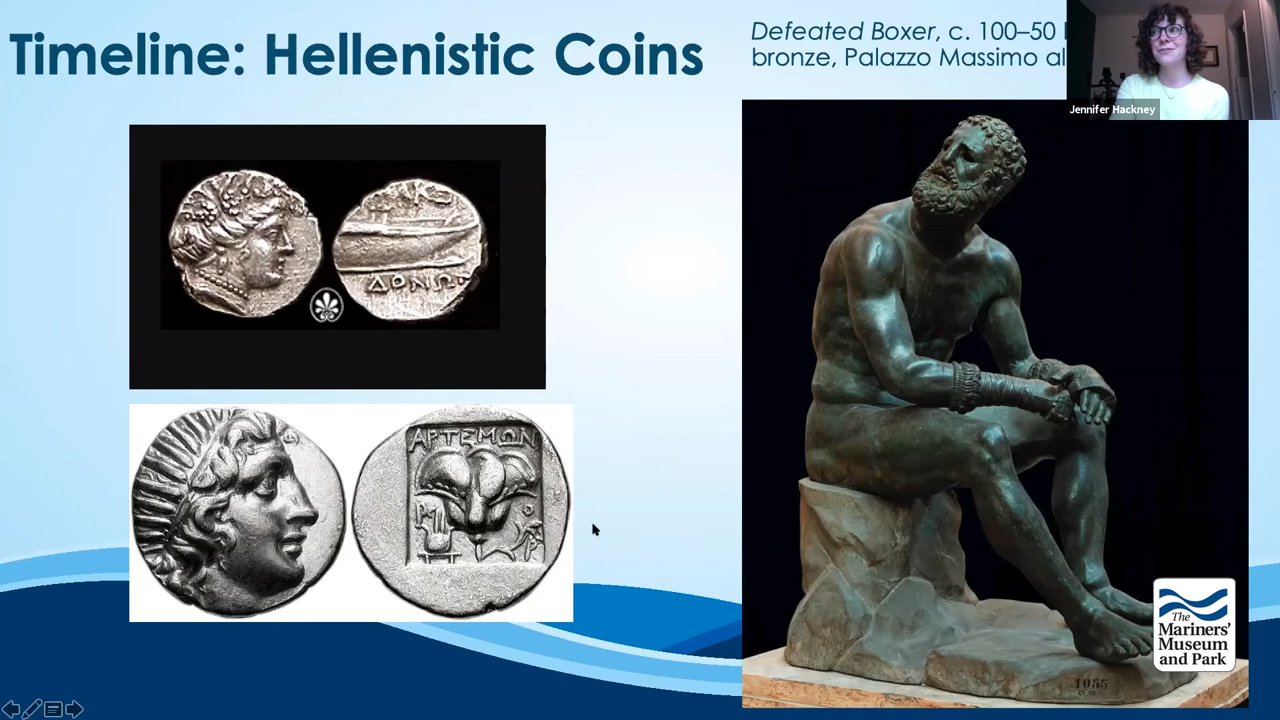 Timeline: Hellenistic Coins
Defeated Boxer, c. 100–50
bronze, Palazzo Massimo al
Jennifer Hackney
ΔΟΝΩΝ
ΑΡΤΕΜΩΝ
Ρ Ο
1055
The
Mariners'
Museum
and Park